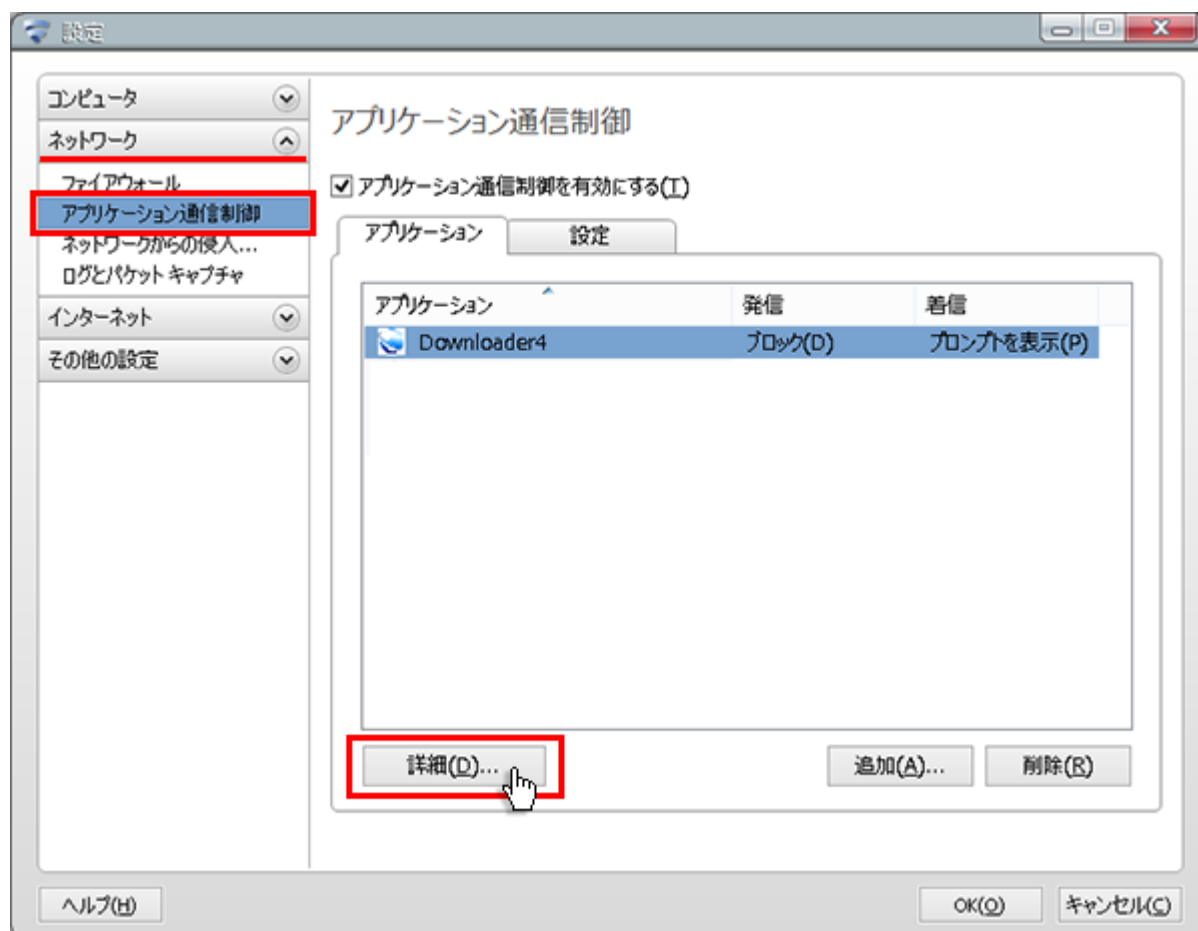 設定
コンピュータ
ネットワーク
ファイアウォール
アプリケーション通信制御
ネットワークからの侵入...
ログとパケット キャプチャ
インターネット
その他の設定
アプリケーション通信制御
アプリケーション通信制御を有効にする(T)
アプリケーション 設定
アプリケーション 発信 着信
Downloader4 ブロック(D) プロンプトを表示(P)
詳細(D)... 追加(A)... 削除(R)
ヘルプ(H) OK(O) キャンセル(C)